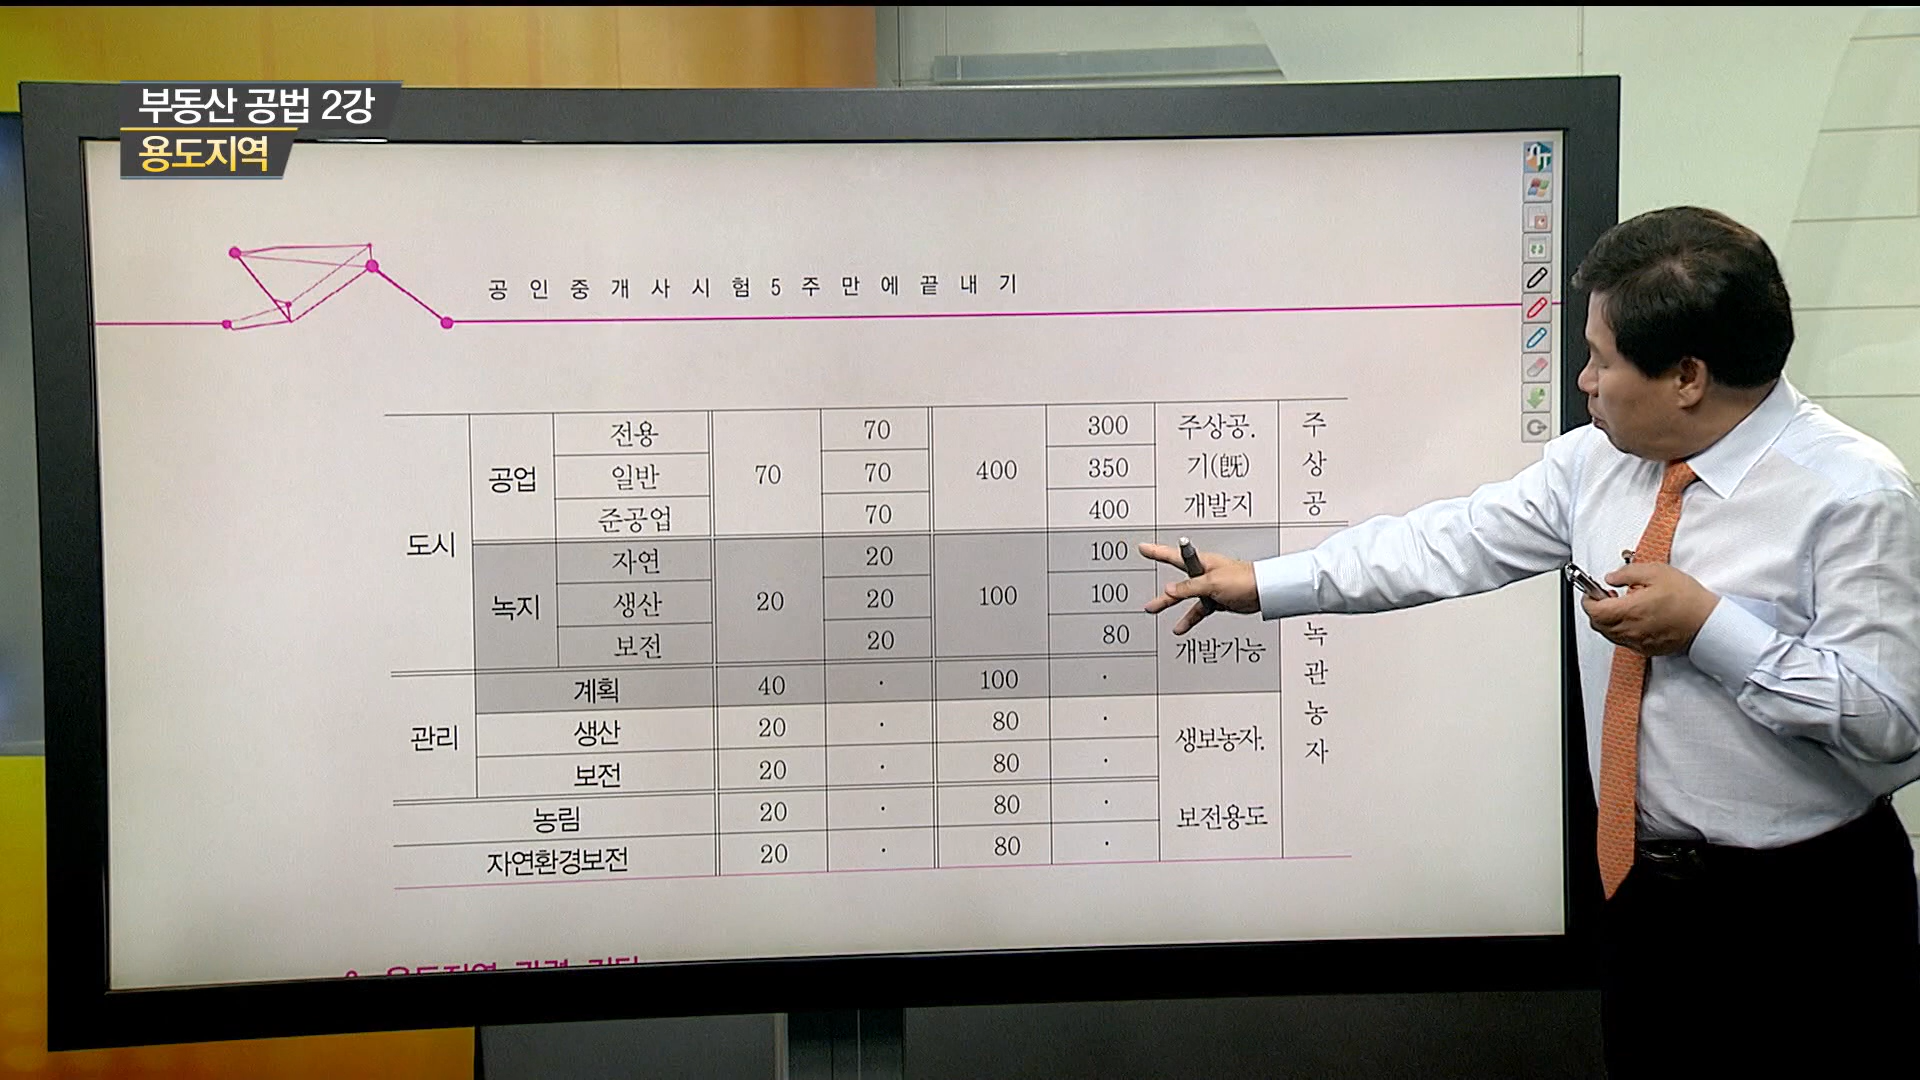 부동산 공법 2강
용도지역
공인중개사시험5주만에끝내기
도시 공업 전용 70 70 400 300 주상공. 주
일반 70 350 기(旣) 상
준공업 70 400 개발지 공
녹지 자연 20 20 100 100
생산 20 100 녹
보전 20 80 개발가능 관
관리 계획 40 · 100 · 농
생산 20 · 80 · 생보농자. 자
보전 20 · 80 ·
농림 20 · 80 · 보전용도
자연환경보전 20 · 80 ·